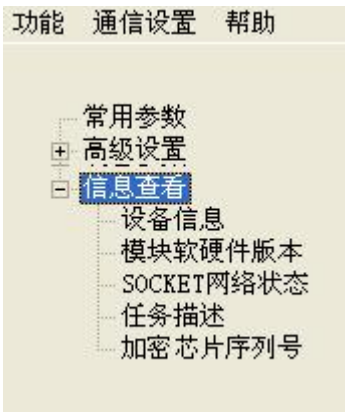 功能 通信设置 帮助
常用参数
高级设置
信息查看
设备信息
模块软硬件版本
SOCKET网络状态
任务描述
加密芯片序列号